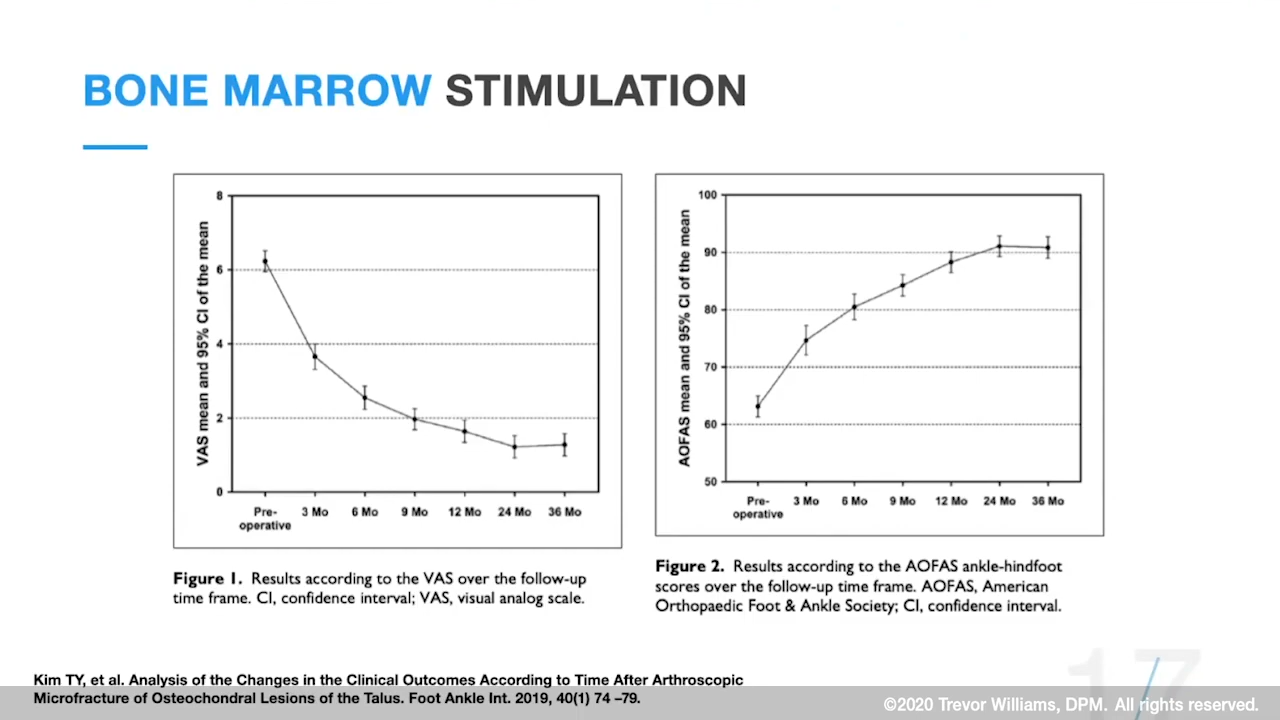 BONE MARROW STIMULATION
VAS mean and 95% CI of the mean
8
6
4
2
0
Pre-operative 3 Mo 6 Mo 9 Mo 12 Mo 24 Mo 36 Mo
Figure 1. Results according to the VAS over the follow-up
time frame. CI, confidence interval; VAS, visual analog scale.
AOFAS mean and 95% CI of the mean
100
90
80
70
60
50
Pre-operative 3 Mo 6 Mo 9 Mo 12 Mo 24 Mo 36 Mo
Figure 2. Results according to the AOFAS ankle-hindfoot
scores over the follow-up time frame. AOFAS, American
Orthopaedic Foot & Ankle Society; CI, confidence interval.
Kim TY, et al. Analysis of the Changes in the Clinical Outcomes According to Time After Arthroscopic
Microfracture of Osteochondral Lesions of the Talus. Foot Ankle Int. 2019, 40(1) 74 –79.
17
©2020 Trevor Williams, DPM. All rights reserved.